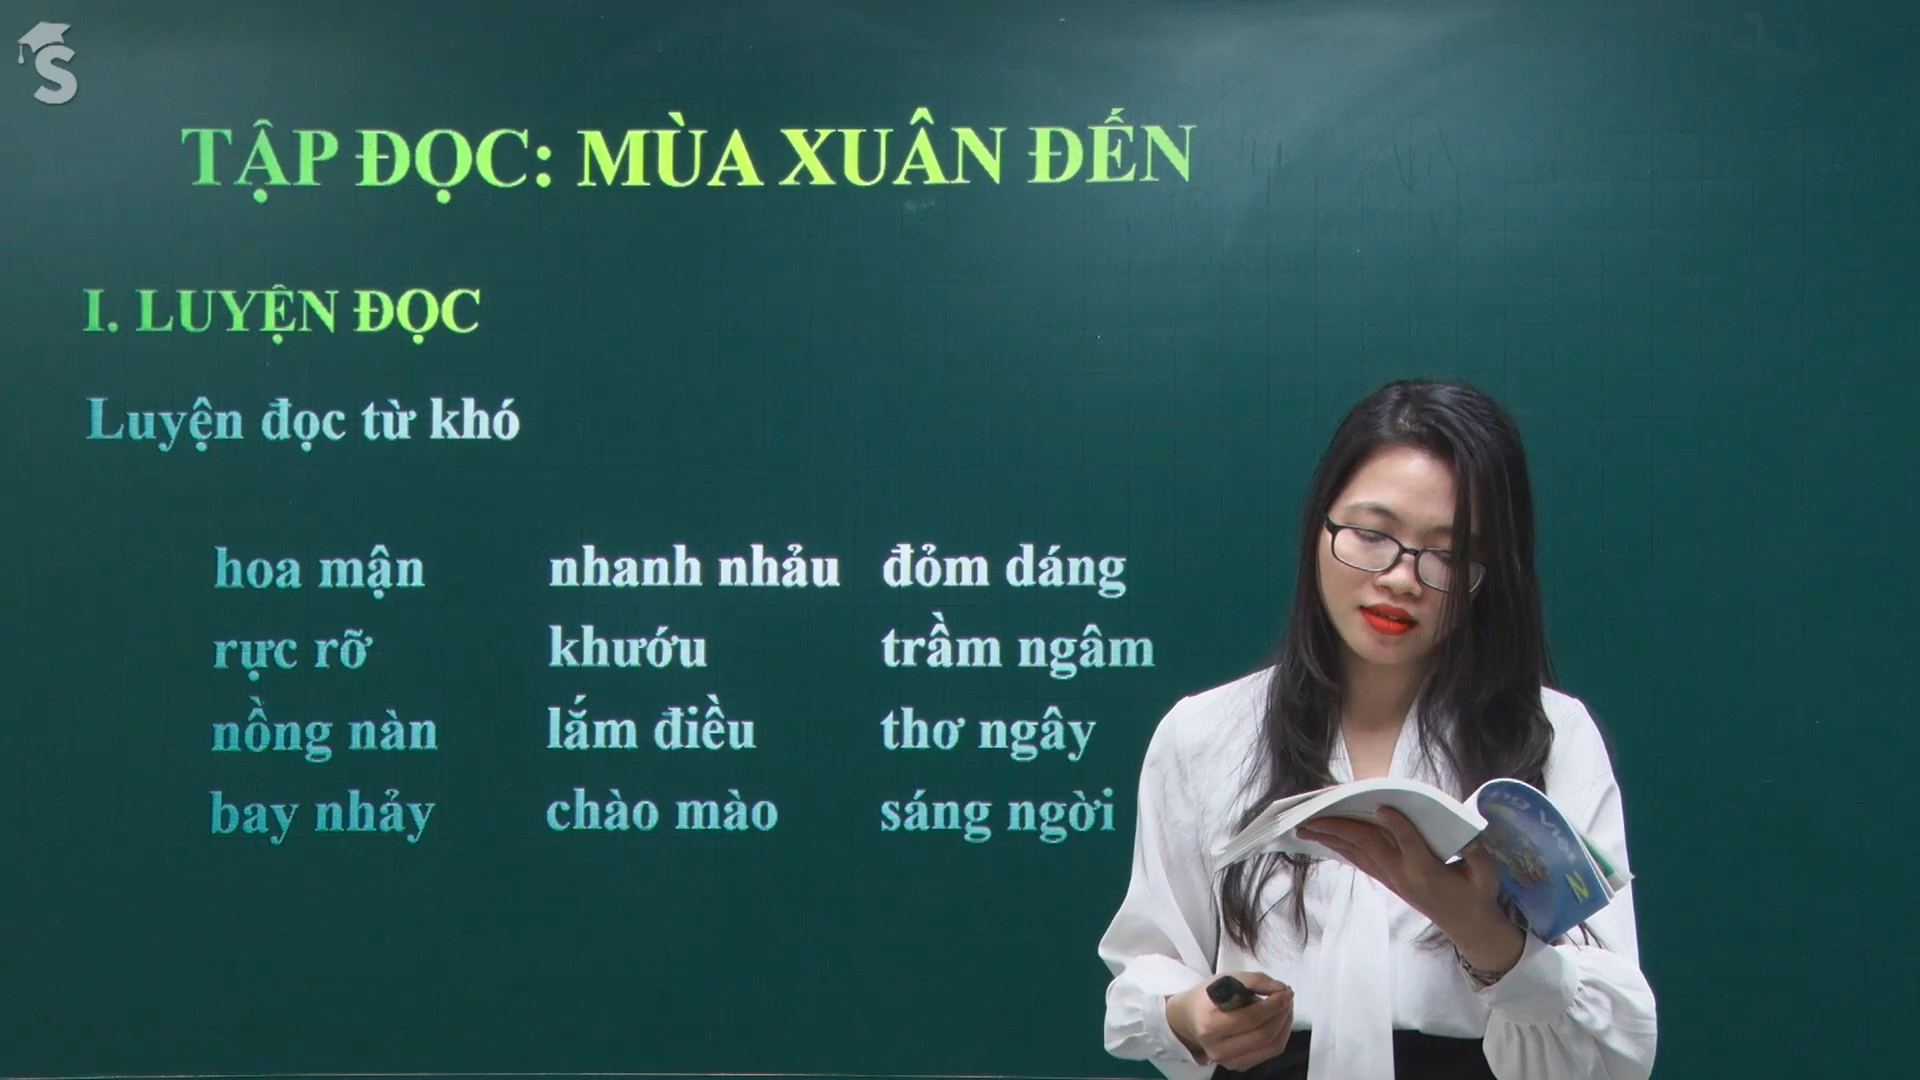 S
TẬP ĐỌC: MÙA XUÂN ĐẾN
I. LUYỆN ĐỌC
Luyện đọc từ khó
hoa mận nhanh nhảu đỏm dáng
rực rỡ khướu trầm ngâm
nồng nàn lắm điều thơ ngây
bay nhảy chào mào sáng ngời
2